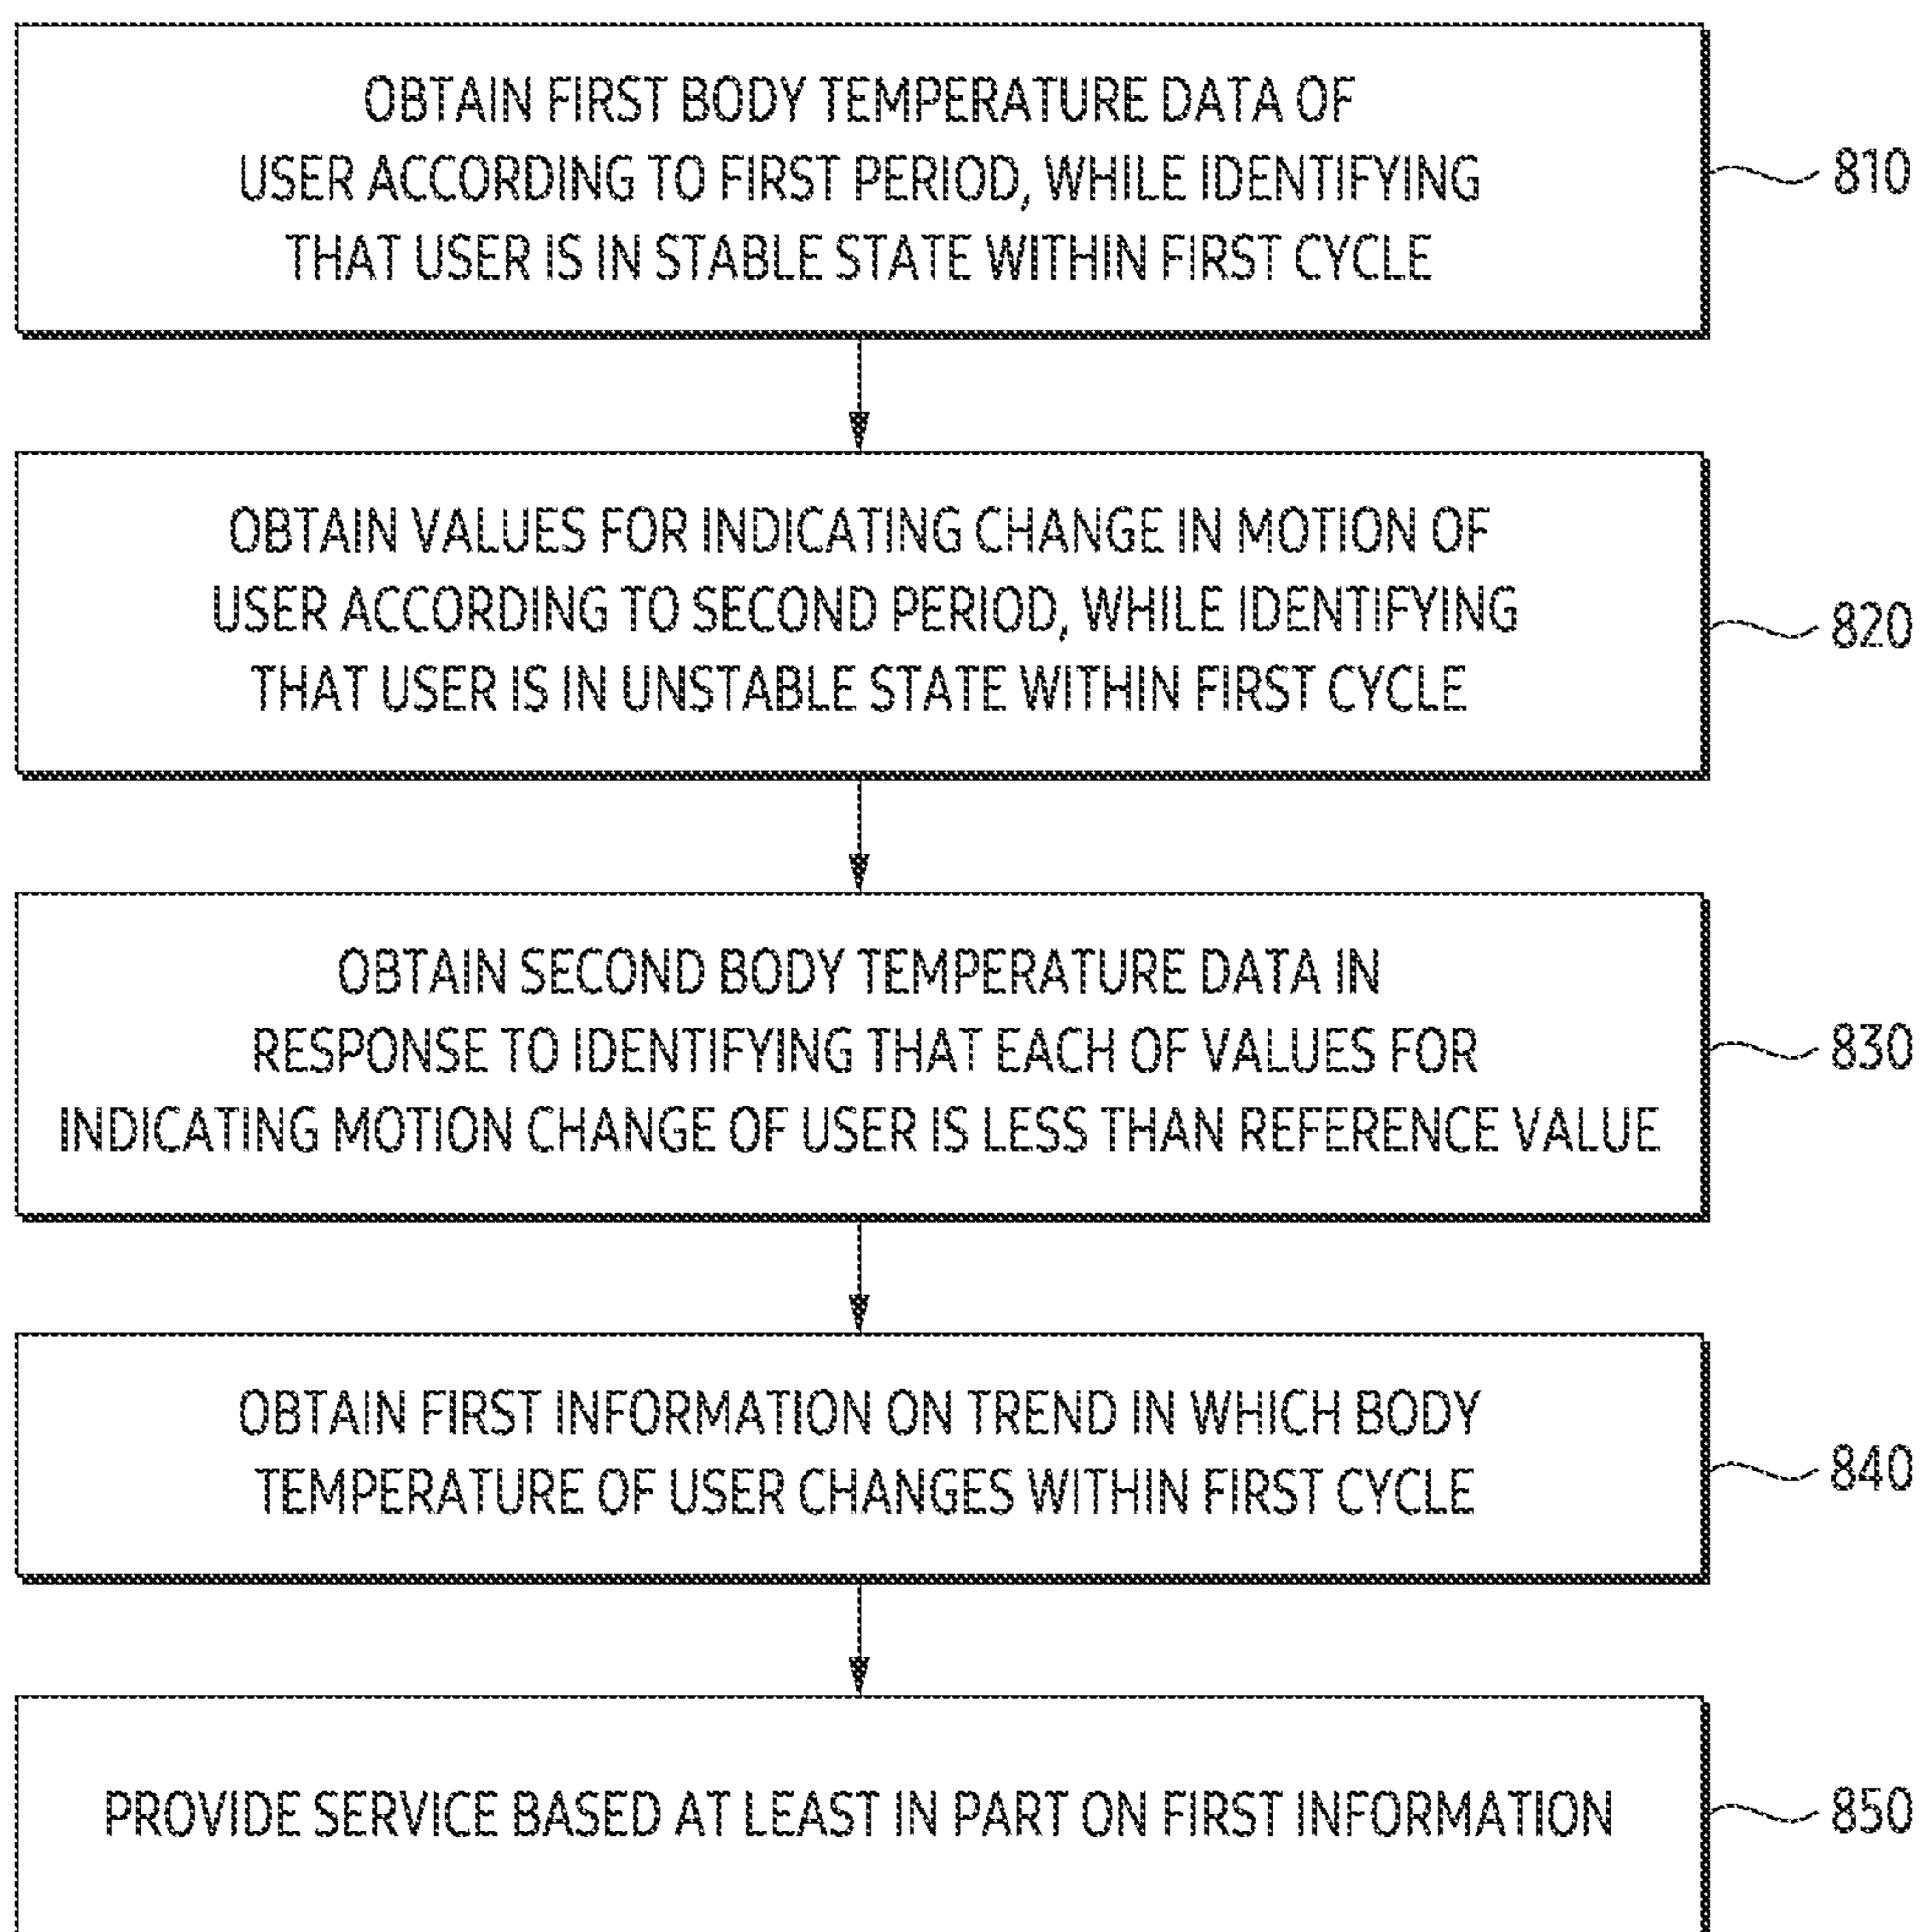 OBTAIN FIRST BODY TEMPERATURE DATA OF
USER ACCORDING TO FIRST PERIOD, WHILE IDENTIFYING
THAT USER IS IN STABLE STATE WITHIN FIRST CYCLE
810
OBTAIN VALUES FOR INDICATING CHANGE IN MOTION OF
USER ACCORDING TO SECOND PERIOD, WHILE IDENTIFYING
THAT USER IS IN UNSTABLE STATE WITHIN FIRST CYCLE
820
OBTAIN SECOND BODY TEMPERATURE DATA IN
RESPONSE TO IDENTIFYING THAT EACH OF VALUES FOR
INDICATING MOTION CHANGE OF USER IS LESS THAN REFERENCE VALUE
830
OBTAIN FIRST INFORMATION ON TREND IN WHICH BODY
TEMPERATURE OF USER CHANGES WITHIN FIRST CYCLE
840
PROVIDE SERVICE BASED AT LEAST IN PART ON FIRST INFORMATION
850